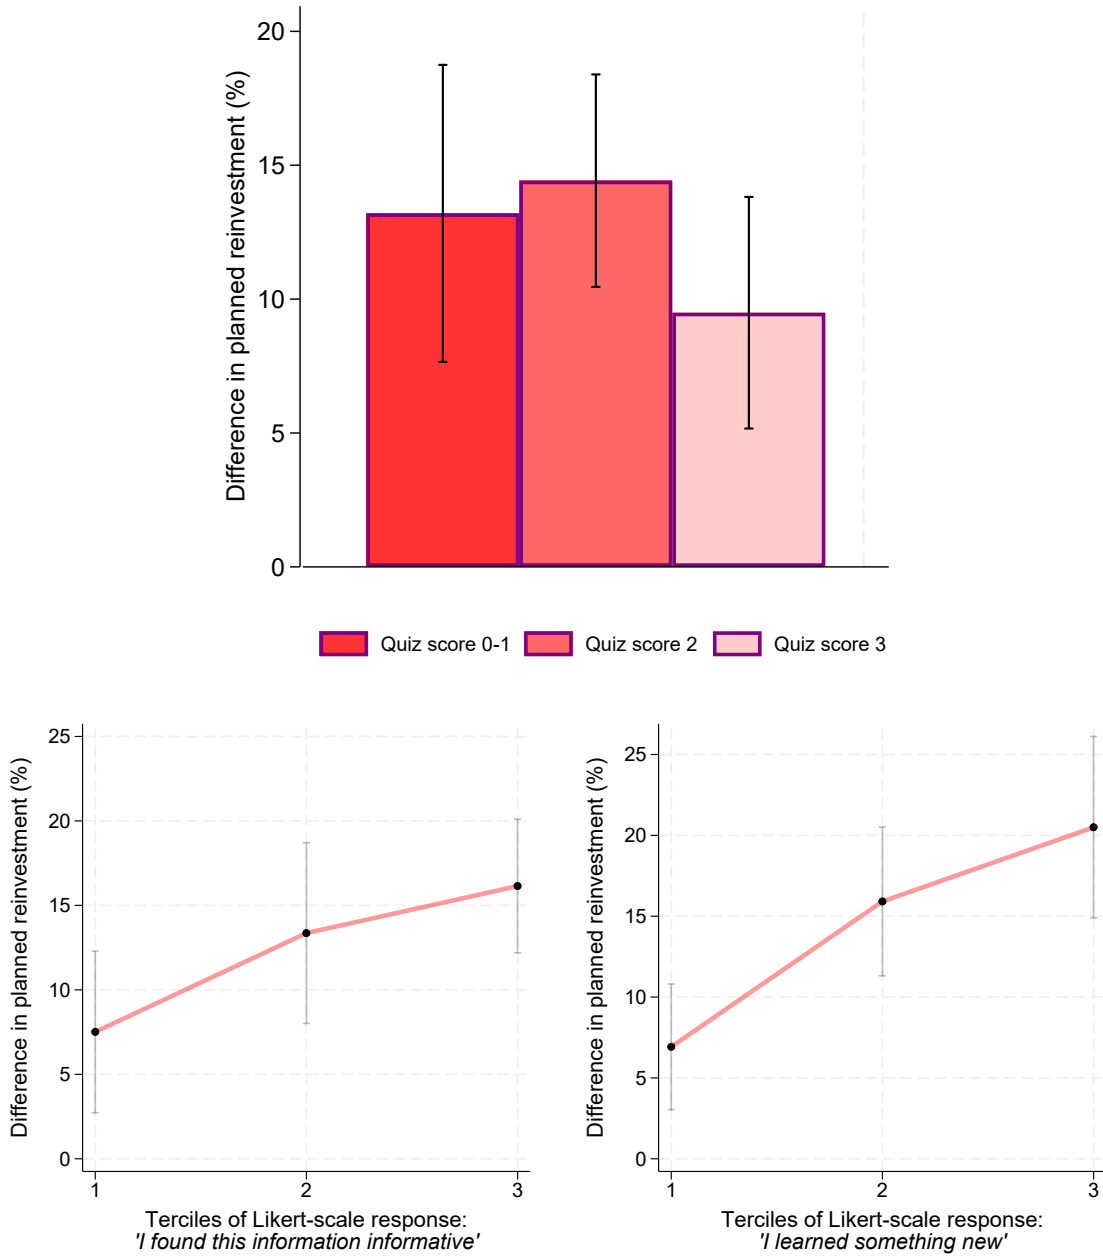 Difference in planned reinvestment (%)
20
15
10
5
0
Quiz score 0-1 Quiz score 2 Quiz score 3
Difference in planned reinvestment (%)
25
20
15
10
5
0
1 2 3
Terciles of Likert-scale response:
'I found this information informative'
Difference in planned reinvestment (%)
25
20
15
10
5
0
1 2 3
Terciles of Likert-scale response:
'I learned something new'